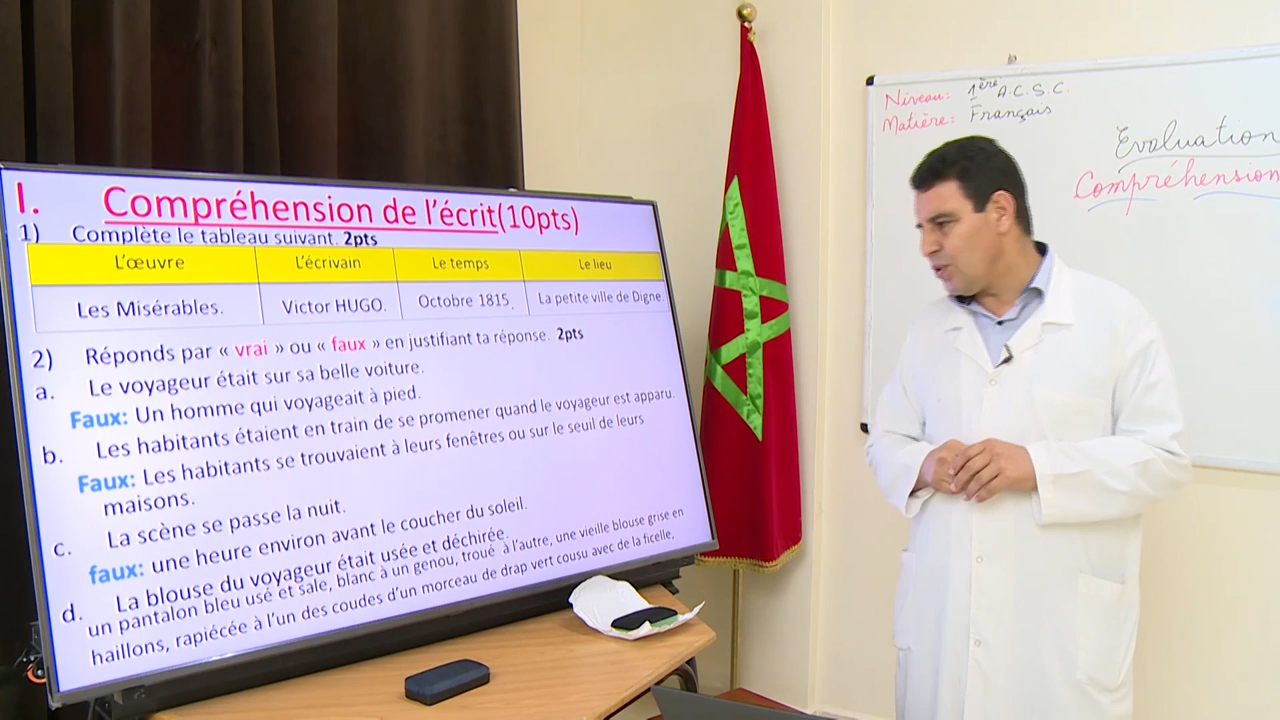 I. Compréhension de l'écrit(10pts)
1) Complète le tableau suivant. 2pts
L'œuvre L'écrivain Le temps Le lieu
Les Misérables. Victor HUGO. Octobre 1815. La petite ville de Digne.
2) Réponds par « vrai » ou « faux » en justifiant ta réponse. 2pts
a. Le voyageur était sur sa belle voiture.
Faux: Un homme qui voyageait à pied.
b. Les habitants étaient en train de se promener quand le voyageur est apparu.
Faux: Les habitants se trouvaient à leurs fenêtres ou sur le seuil de leurs
maisons.
c. La scène se passe la nuit.
faux: une heure environ avant le coucher du soleil.
d. La blouse du voyageur était usée et déchirée.
un pantalon bleu usé et sale, blanc à un genou, troué à l'autre, une vieille blouse grise en
haillons, rapiécée à l'un des coudes d'un morceau de drap vert cousu avec de la ficelle,
Niveau: 1ère A.C.S.C.
Matière: Français
Evaluation
Compréhension